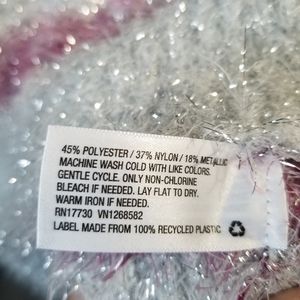 45% POLYESTER / 37% NYLON / 18% METALLIC
MACHINE WASH COLD WITH LIKE COLORS.
GENTLE CYCLE. ONLY NON-CHLORINE
BLEACH IF NEEDED. LAY FLAT TO DRY.
WARM IRON IF NEEDED.
RN17730 VN1268582
LABEL MADE FROM 100% RECYCLED PLASTIC